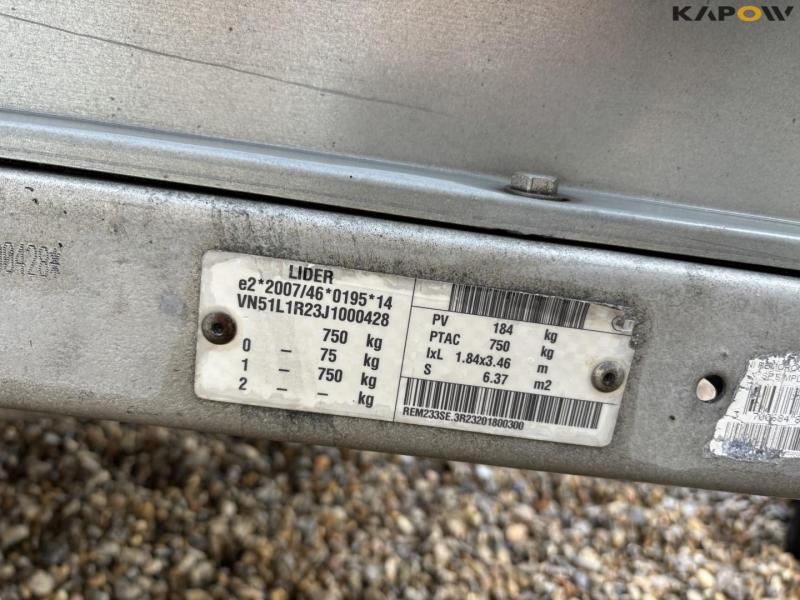 KAPOW
00428*
LIDER
e2*2007/46*0195*14
VN51L1R23J1000428
750 kg
0 – 75 kg
1 – 750 kg
2 – – kg
PV 184 kg
PTAC 750 kg
IxL 1.84x3.46 m
S 6.37 m2
REM233SE.3R23201800300